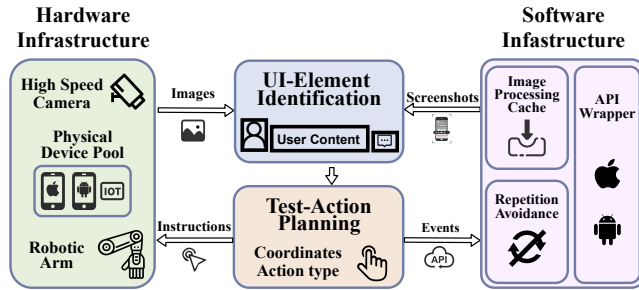 Hardware
Infrastructure
High Speed
Camera
Physical
Device Pool
IOT
Robotic
Arm
Images
Instructions
UI-Element
Identification
User Content
Test-Action
Planning
Coordinates
Action type
Screenshots
Events
API
Software
Infastructure
Image
Processing
Cache
Repetition
Avoidance
API
Wrapper